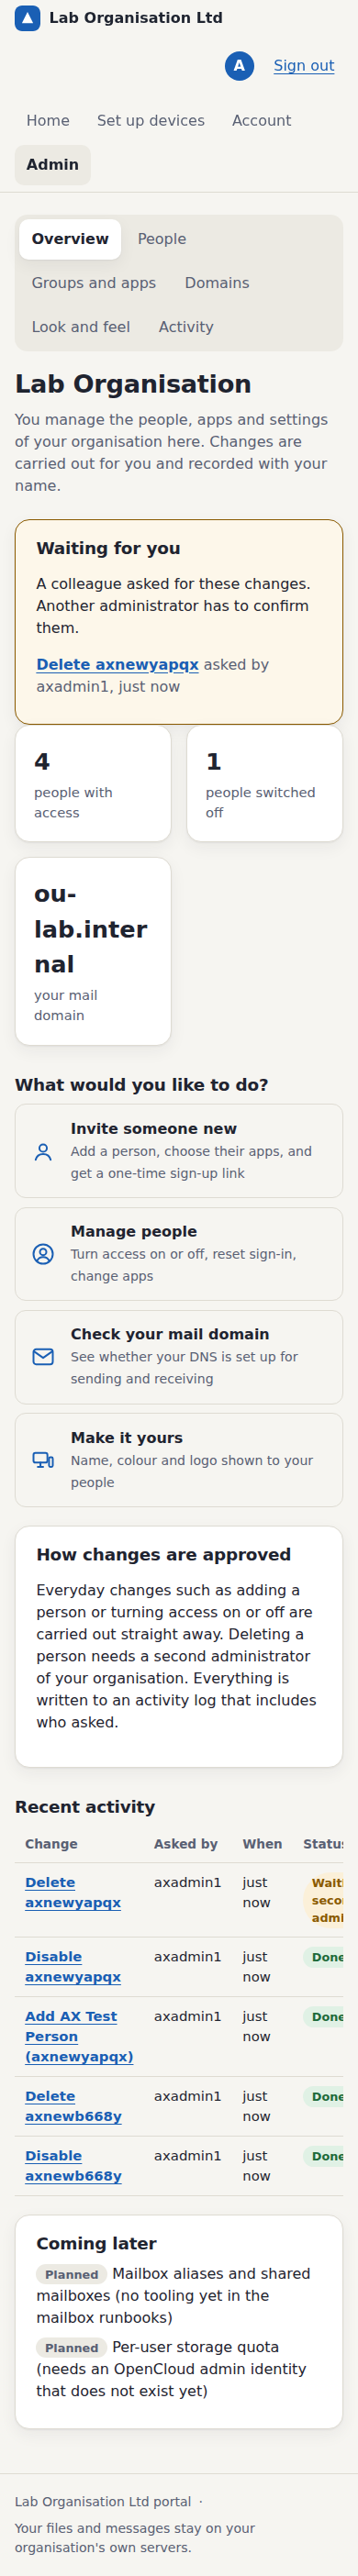 Lab Organisation Ltd
A Sign out
Home Set up devices Account
Admin
Overview People
Groups and apps Domains
Look and feel Activity
Lab Organisation
You manage the people, apps and settings
of your organisation here. Changes are
carried out for you and recorded with your
name.
Waiting for you
A colleague asked for these changes.
Another administrator has to confirm
them.
Delete axnewyapqx asked by
axadmin1, just now
4
people with
access
1
people switched
off
ou-
lab.inter
nal
your mail
domain
What would you like to do?
Invite someone new
Add a person, choose their apps, and
get a one-time sign-up link
Manage people
Turn access on or off, reset sign-in,
change apps
Check your mail domain
See whether your DNS is set up for
sending and receiving
Make it yours
Name, colour and logo shown to your
people
How changes are approved
Everyday changes such as adding a
person or turning access on or off are
carried out straight away. Deleting a
person needs a second administrator
of your organisation. Everything is
written to an activity log that includes
who asked.
Recent activity
Change Asked by When Status
Delete axadmin1 just
axnewyapqx now
Disable axadmin1 just Done
axnewyapqx now
Add AX Test axadmin1 just Done
Person now
(axnewyapqx)
Delete axadmin1 just Done
axnewb668y now
Disable axadmin1 just Done
axnewb668y now
Coming later
Planned Mailbox aliases and shared
mailboxes (no tooling yet in the
mailbox runbooks)
Planned Per-user storage quota
(needs an OpenCloud admin identity
that does not exist yet)
Lab Organisation Ltd portal ·
Your files and messages stay on your
organisation's own servers.